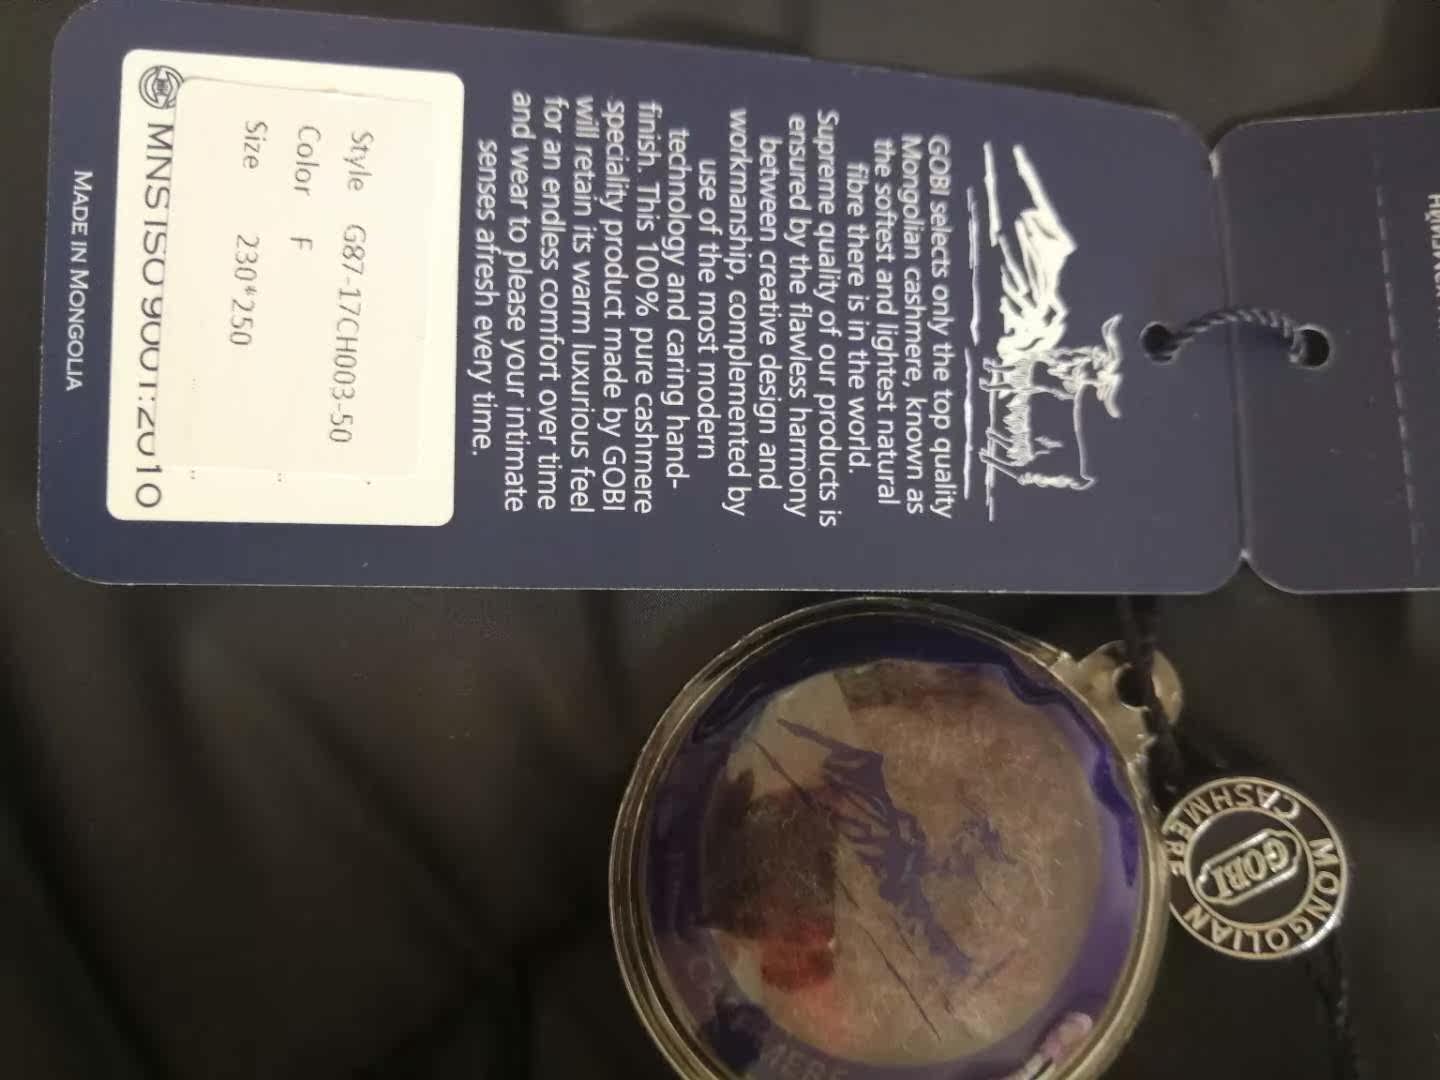 GOBI selects only the top quality
Mongolian cashmere, known as
the softest and lightest natural
fibre there is in the world.
Supreme quality of our products is
ensured by the flawless harmony
between creative design and
workmanship, complemented by
use of the most modern
technology and caring hand-
finish. This 100% pure cashmere
speciality product made by GOBI
will retain its warm luxurious feel
for an endless comfort over time
and wear to please your intimate
senses afresh every time.
Style G87-17CH003-50
Color F
Size 230*250
MNS ISO 9001:2010
MADE IN MONGOLIA
MONGOLIAN
CASHMERE
GOBI